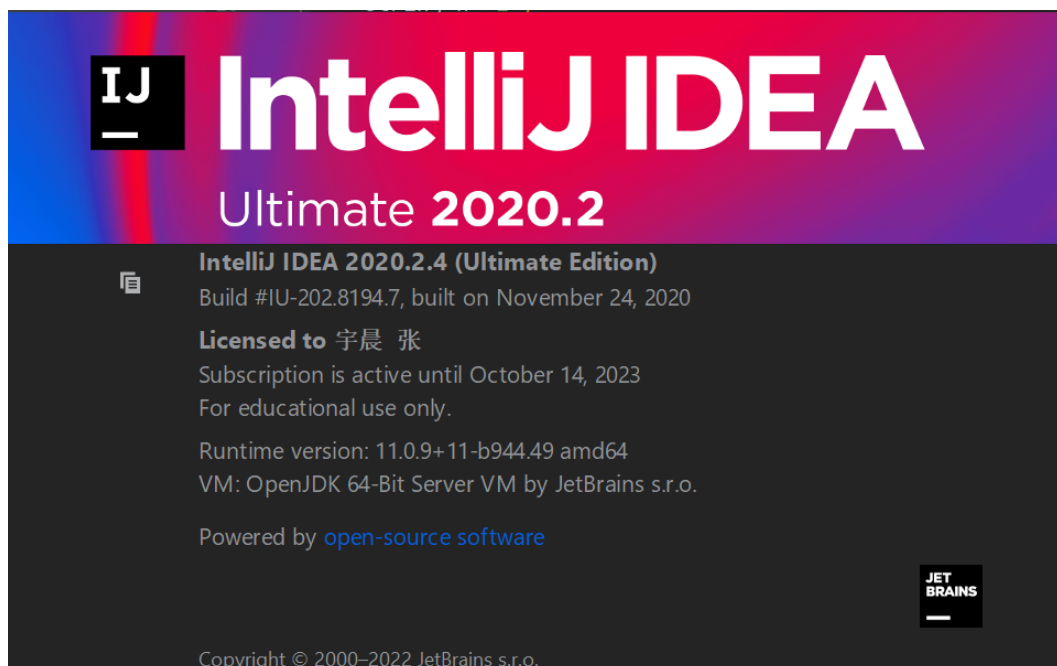 IJ
IntelliJ IDEA
Ultimate 2020.2
IntelliJ IDEA 2020.2.4 (Ultimate Edition)
Build #IU-202.8194.7, built on November 24, 2020
Licensed to 宇晨 张
Subscription is active until October 14, 2023
For educational use only.
Runtime version: 11.0.9+11-b944.49 amd64
VM: OpenJDK 64-Bit Server VM by JetBrains s.r.o.
Powered by open-source software
JET
BRAINS
Copyright © 2000–2022 JetBrains s.r.o.